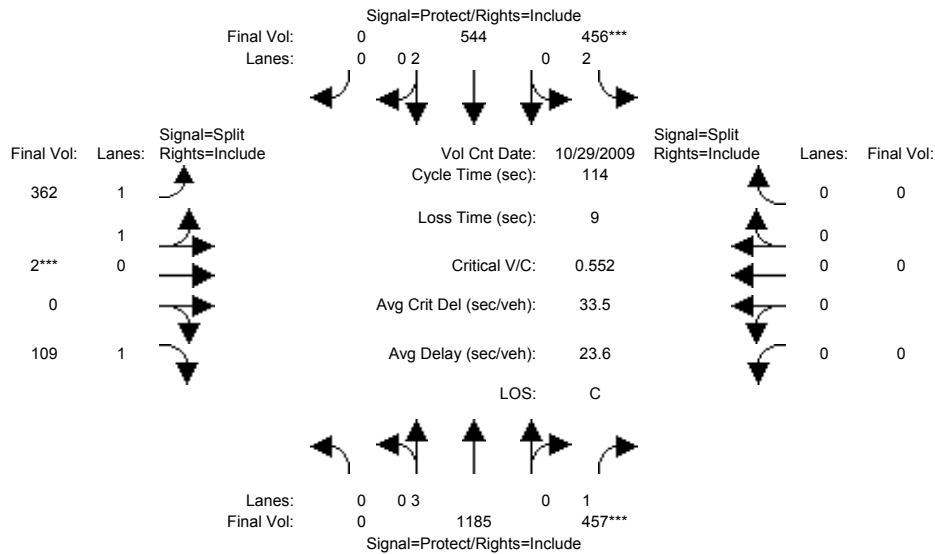 Signal=Protect/Rights=Include
Final Vol: 0 544 456***
Lanes: 0 0 2 0 2
Signal=Split
Rights=Include
Final Vol: Lanes:
Vol Cnt Date: 10/29/2009
Signal=Split
Rights=Include
Lanes: Final Vol:
Cycle Time (sec): 114
362 1
0 0
Loss Time (sec): 9
1
0
2*** 0
Critical V/C: 0.552
0 0
0
Avg Crit Del (sec/veh): 33.5
0
109 1
Avg Delay (sec/veh): 23.6
0 0
LOS: C
Lanes: 0 0 3 0 1
Final Vol: 0 1185 457***
Signal=Protect/Rights=Include